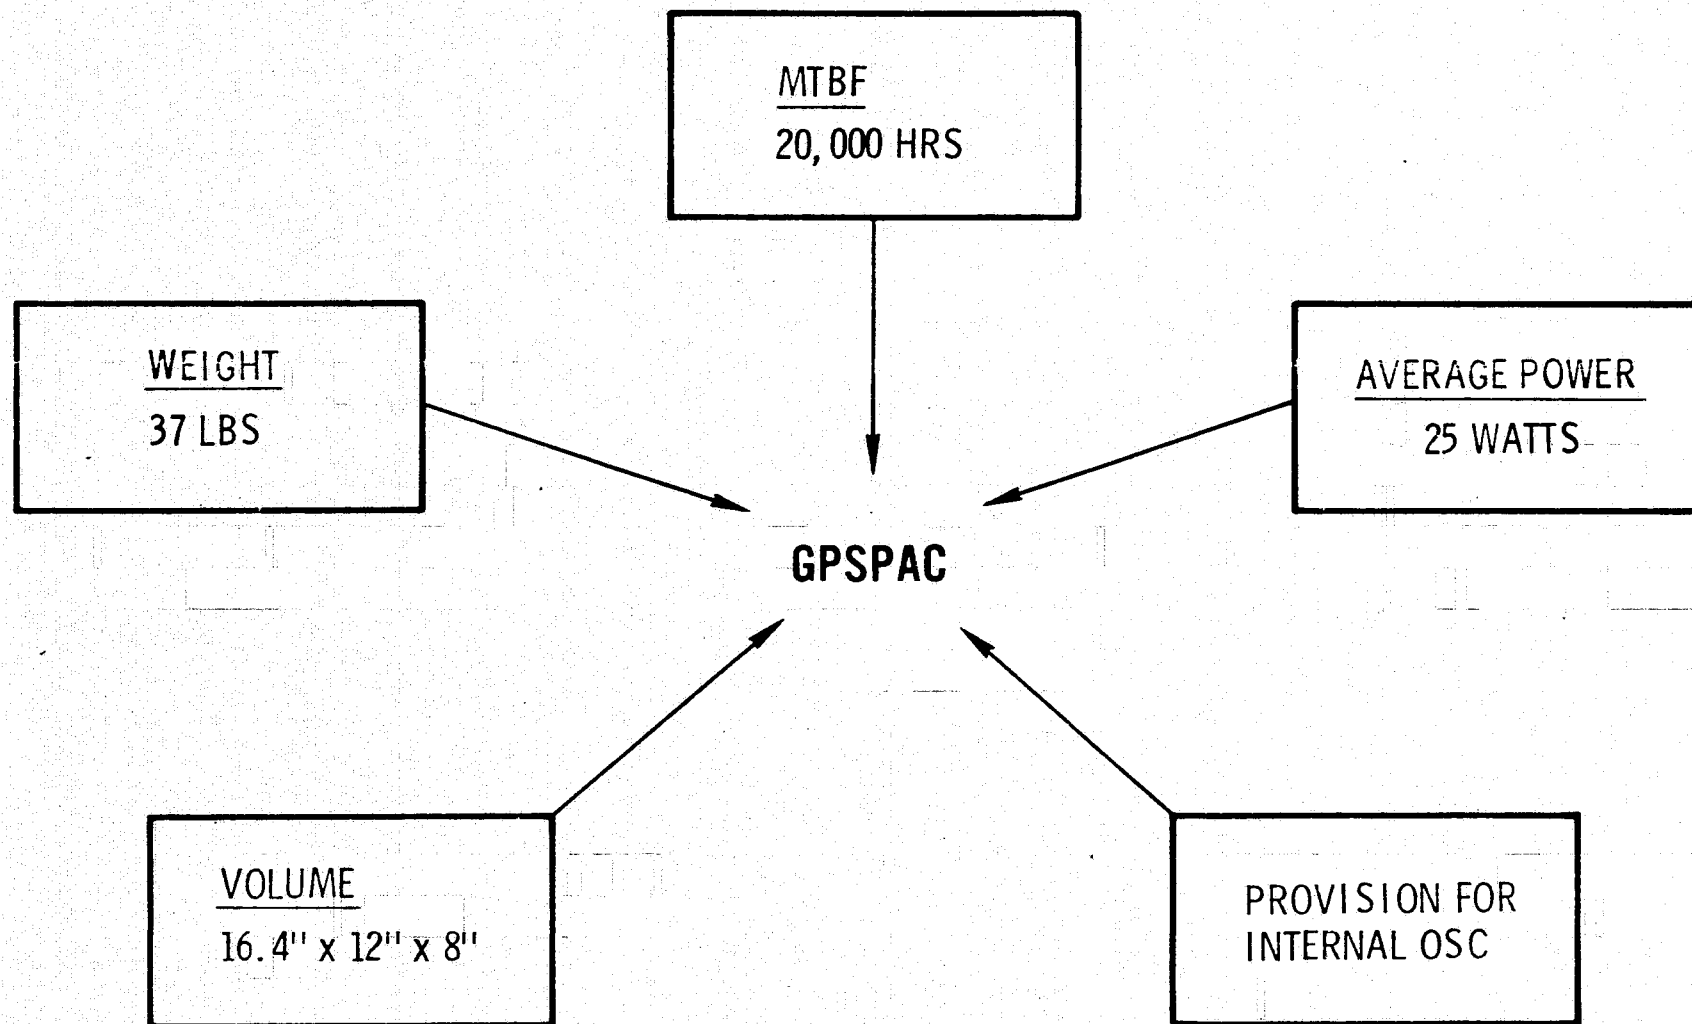 MTBF
20,000 HRS
WEIGHT
37 LBS
AVERAGE POWER
25 WATTS
GPSPAC
VOLUME
16.4" x 12" x 8"
PROVISION FOR
INTERNAL OSC